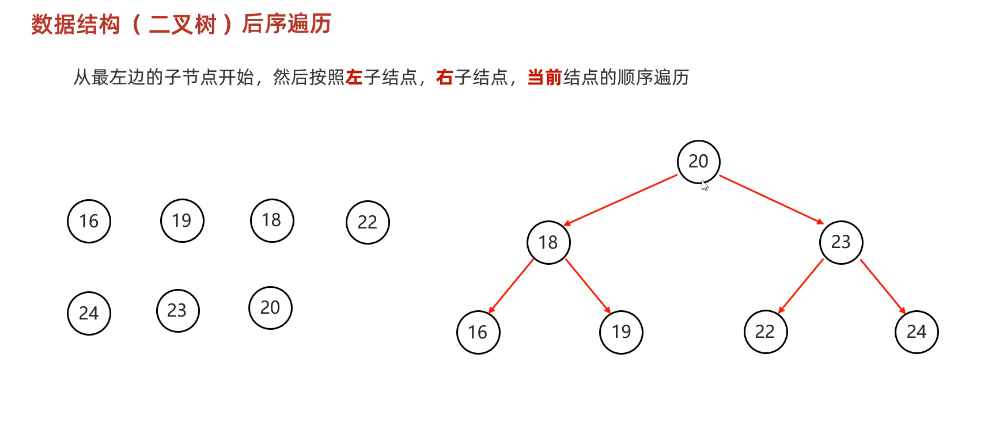 数据结构（二叉树）后序遍历
从最左边的子节点开始，然后按照左子结点，右子结点，当前结点的顺序遍历
16 19 18 22
24 23 20
20
18 23
16 19 22 24